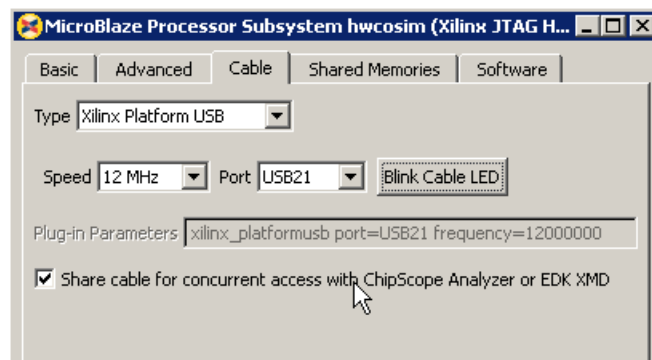 MicroBlaze Processor Subsystem hwcosim (Xilinx JTAG H...
Basic Advanced Cable Shared Memories Software
Type Xilinx Platform USB
Speed 12 MHz Port USB21 Blink Cable LED
Plug-in Parameters xilinx_platformusb port=USB21 frequency=12000000
Share cable for concurrent access with ChipScope Analyzer or EDK XMD